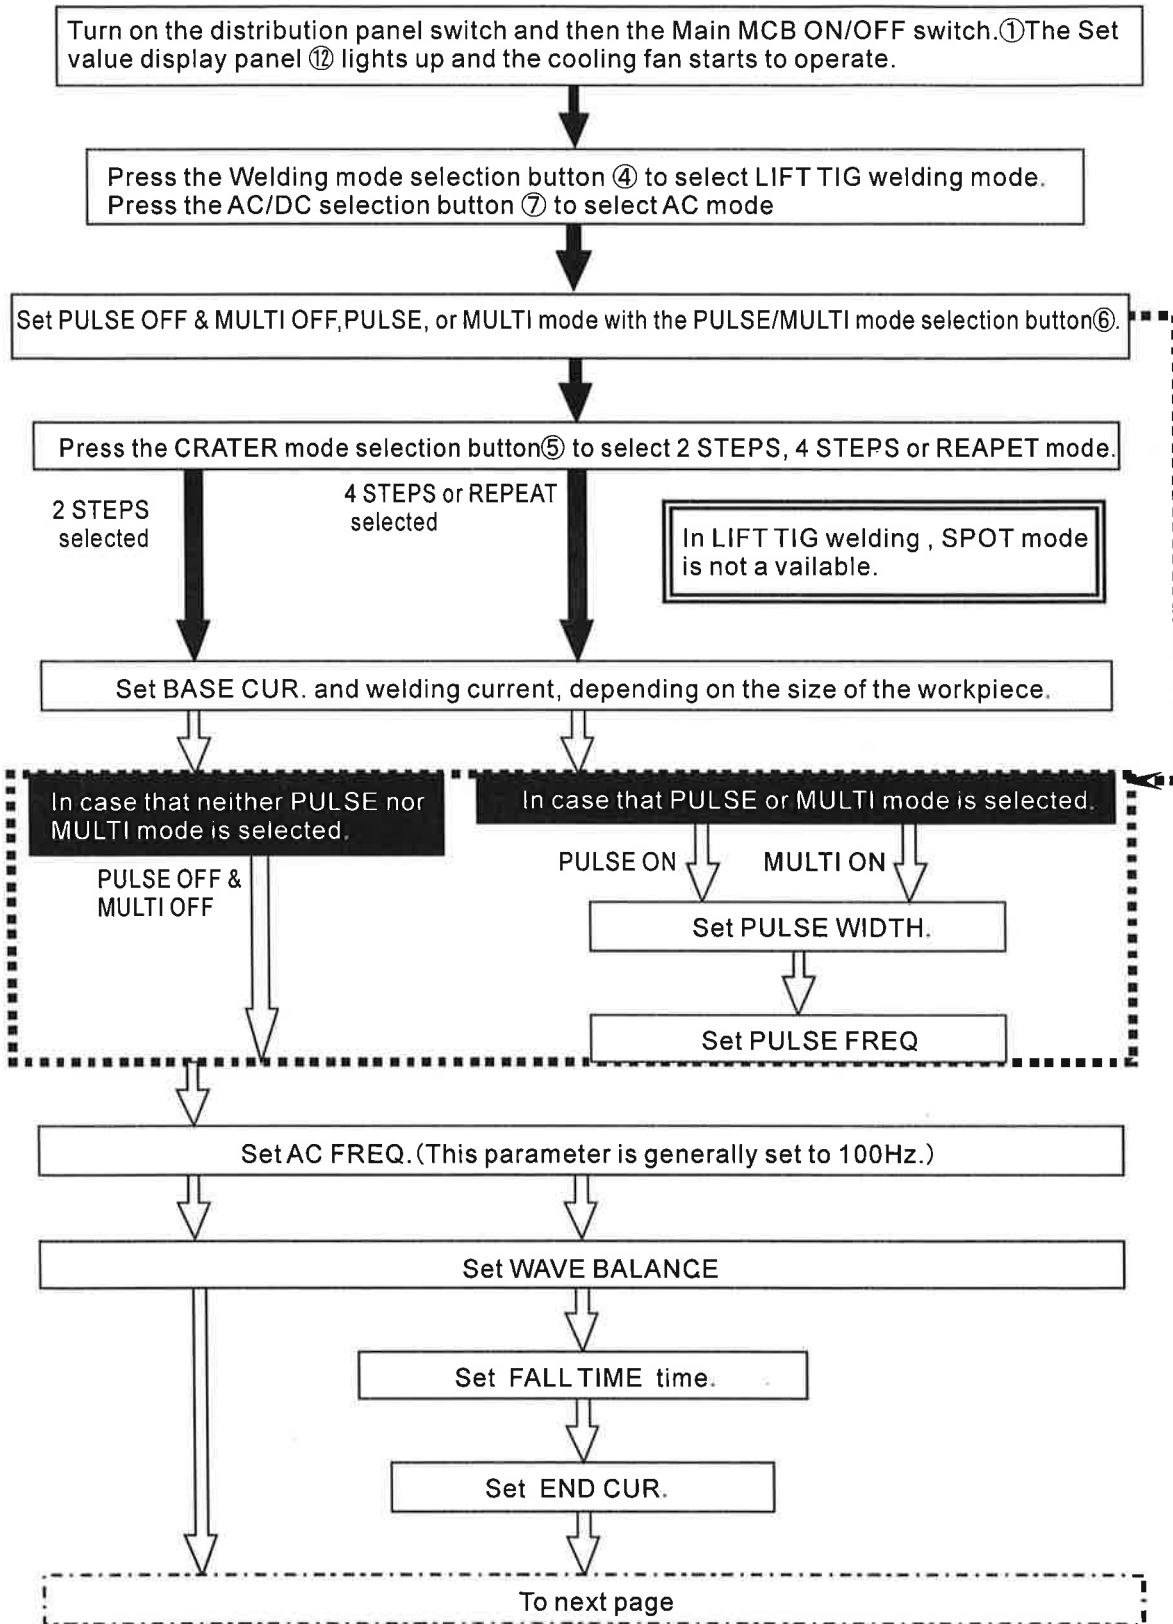 Turn on the distribution panel switch and then the Main MCB ON/OFF switch.①The Set
value display panel ⑫ lights up and the cooling fan starts to operate.
Press the Welding mode selection button ④ to select LIFT TIG welding mode.
Press the AC/DC selection button ⑦ to select AC mode
Set PULSE OFF & MULTI OFF,PULSE, or MULTI mode with the PULSE/MULTI mode selection button⑥.
Press the CRATER mode selection button⑤ to select 2 STEPS, 4 STEPS or REAPET mode.
2 STEPS
selected
4 STEPS or REPEAT
selected
In LIFT TIG welding , SPOT mode
is not a vailable.
Set BASE CUR. and welding current, depending on the size of the workpiece.
In case that neither PULSE nor
MULTI mode is selected.
In case that PULSE or MULTI mode is selected.
PULSE OFF &
MULTI OFF
PULSE ON
MULTI ON
Set PULSE WIDTH.
Set PULSE FREQ
Set AC FREQ.(This parameter is generally set to 100Hz.)
Set WAVE BALANCE
Set FALL TIME time.
Set END CUR.
To next page